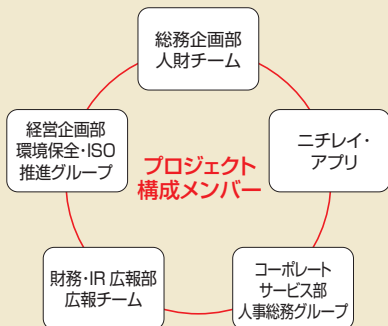 総務企画部
人財チーム
経営企画部
環境保全・ISO
推進グループ
プロジェクト
構成メンバー
ニチレイ・
アプリ
財務・IR 広報部
広報チーム
コーポレート
サービス部
人事総務グループ